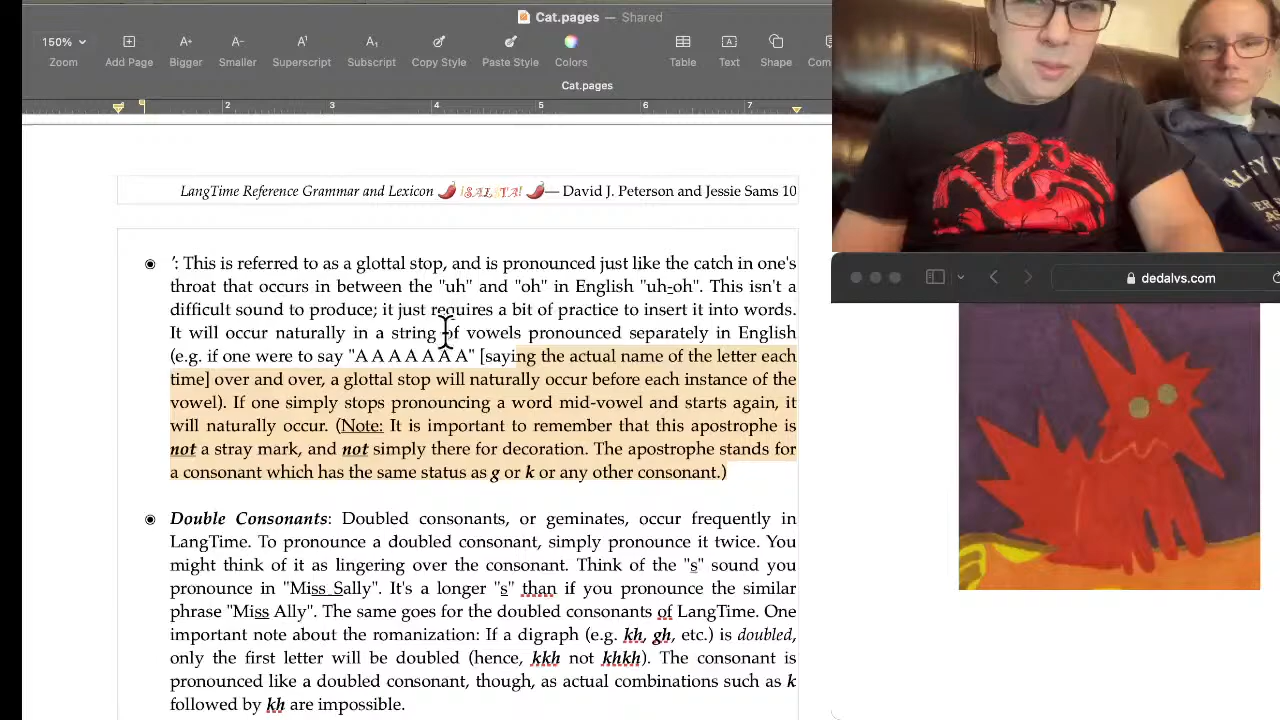 Cat.pages — Shared
150%
Zoom
Add Page
Bigger
Smaller
Superscript
Subscript
Copy Style
Paste Style
Colors
Table
Text
Shape
Com
Cat.pages
2 3 4 5 6 7
LangTime Reference Grammar and Lexicon 🌶️ ¡SALSTA! 🌶️— David J. Peterson and Jessie Sams 10
': This is referred to as a glottal stop, and is pronounced just like the catch in one's
throat that occurs in between the "uh" and "oh" in English "uh-oh". This isn't a
difficult sound to produce; it just requires a bit of practice to insert it into words.
It will occur naturally in a string of vowels pronounced separately in English
(e.g. if one were to say "A A A A A A A" [saying the actual name of the letter each
time] over and over, a glottal stop will naturally occur before each instance of the
vowel). If one simply stops pronouncing a word mid-vowel and starts again, it
will naturally occur. (Note: It is important to remember that this apostrophe is
not a stray mark, and not simply there for decoration. The apostrophe stands for
a consonant which has the same status as g or k or any other consonant.)
Double Consonants: Doubled consonants, or geminates, occur frequently in
LangTime. To pronounce a doubled consonant, simply pronounce it twice. You
might think of it as lingering over the consonant. Think of the "s" sound you
pronounce in "Miss Sally". It's a longer "s" than if you pronounce the similar
phrase "Miss Ally". The same goes for the doubled consonants of LangTime. One
important note about the romanization: If a digraph (e.g. kh, gh, etc.) is doubled,
only the first letter will be doubled (hence, kkh not khkh). The consonant is
pronounced like a doubled consonant, though, as actual combinations such as k
followed by kh are impossible.
dedalvs.com